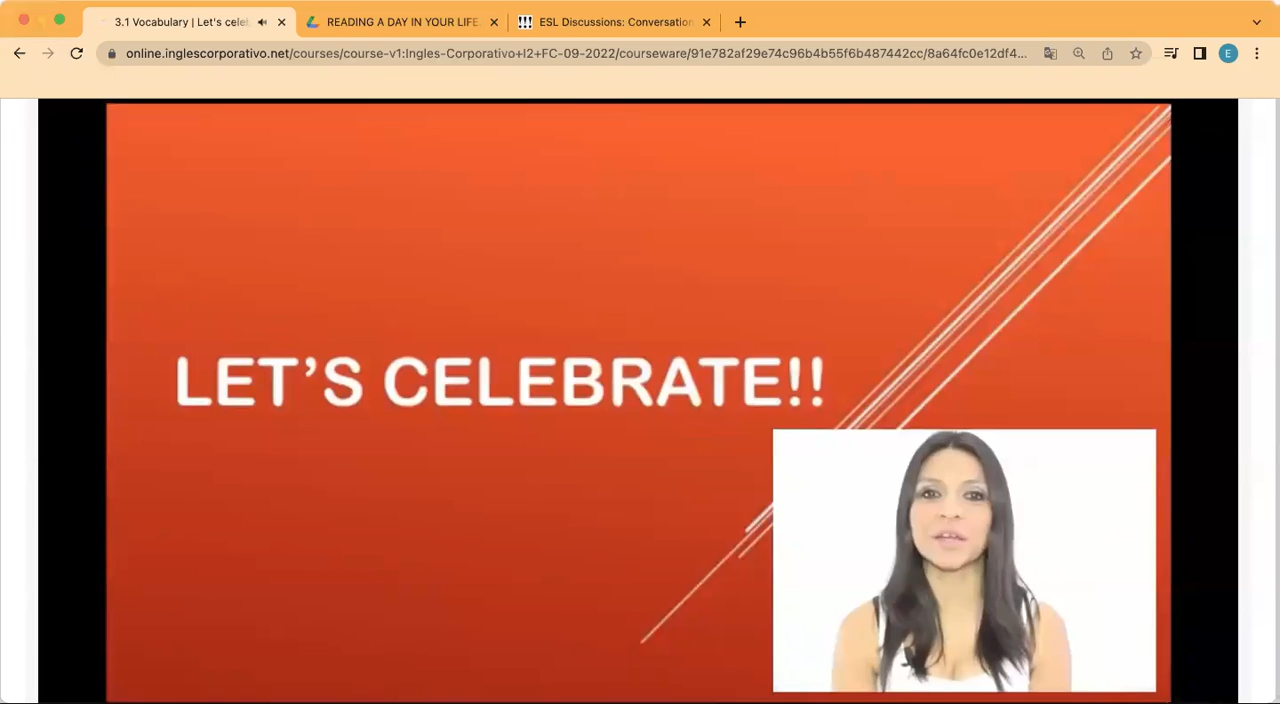 3.1 Vocabulary | Let's celeb
READING A DAY IN YOUR LIFE.
ESL Discussions: Conversation
online.inglescorporativo.net/courses/course-v1:Ingles-Corporativo+I2+FC-09-2022/courseware/91e782af29e74c96b4b55f6b487442cc/8a64fc0e12df4...
E
LET'S CELEBRATE!!